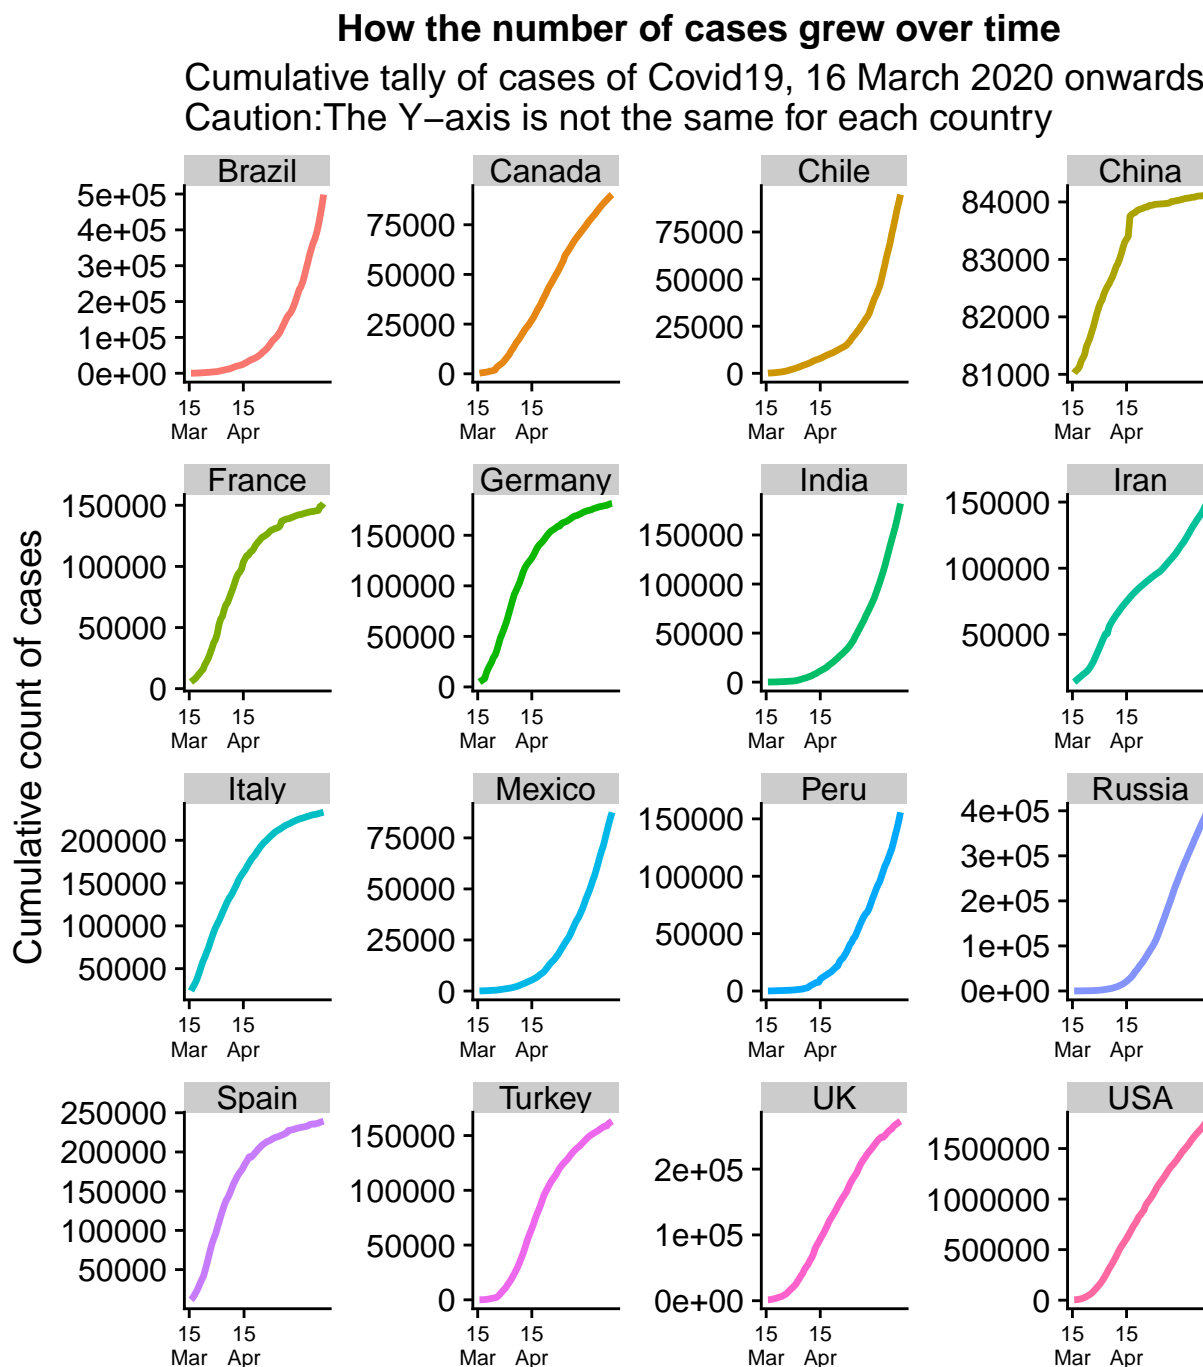 How the number of cases grew over time
Cumulative tally of cases of Covid19, 16 March 2020 onwards
Caution:The Y−axis is not the same for each country
Brazil Canada Chile China
5e+05
4e+05
3e+05
2e+05
1e+05
0e+00
75000
50000
25000
0
75000
50000
25000
0
84000
83000
82000
81000
15 15 15 15 15 15 15 15
Mar Apr Mar Apr Mar Apr Mar Apr
Cumulative count of cases
France Germany India Iran
150000
100000
50000
0
150000
100000
50000
0
150000
100000
50000
0
150000
100000
50000
15 15 15 15 15 15 15 15
Mar Apr Mar Apr Mar Apr Mar Apr
Italy Mexico Peru Russia
200000
150000
100000
50000
75000
50000
25000
0
150000
100000
50000
0
4e+05
3e+05
2e+05
1e+05
0e+00
15 15 15 15 15 15 15 15
Mar Apr Mar Apr Mar Apr Mar Apr
Spain Turkey UK USA
250000
200000
150000
100000
50000
150000
100000
50000
0
2e+05
1e+05
0e+00
1500000
1000000
500000
0
15 15 15 15 15 15 15 15
Mar Apr Mar Apr Mar Apr Mar Apr